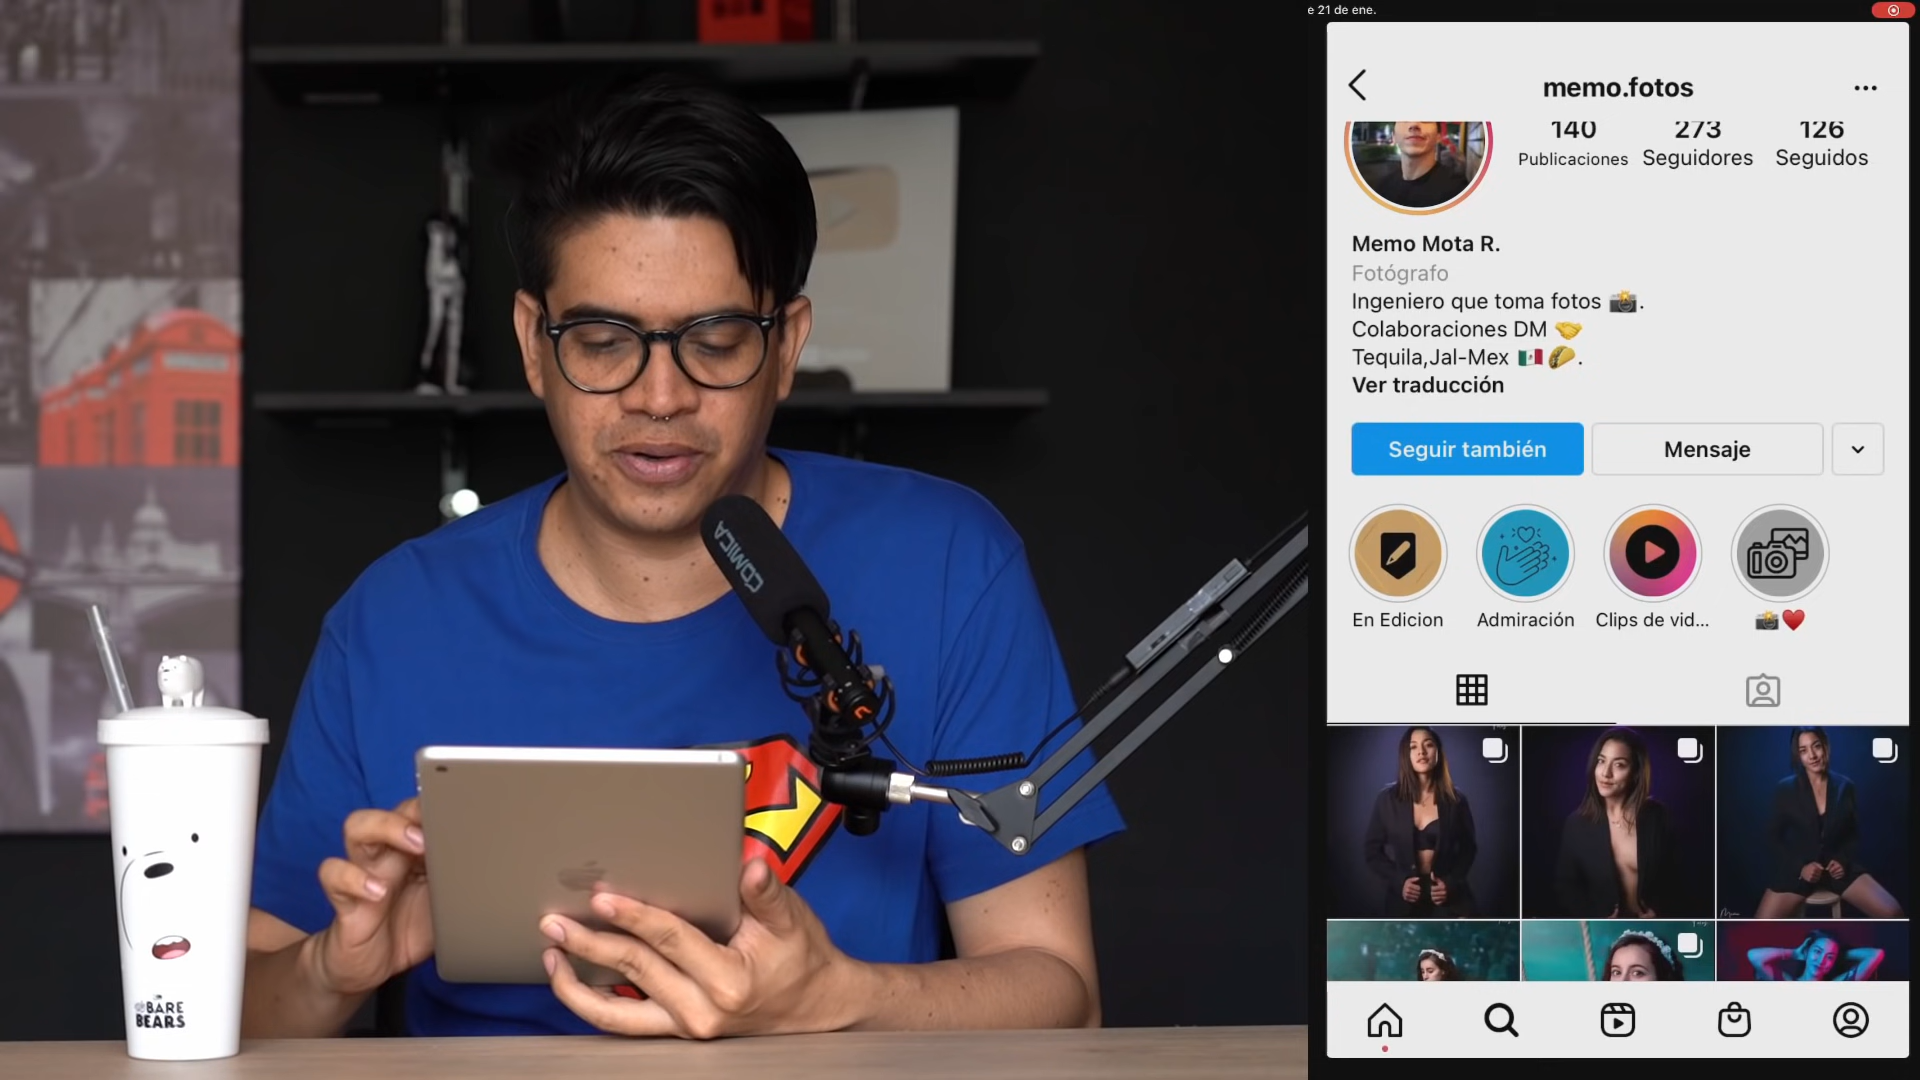 e 21 de ene.
memo.fotos
140
273
126
Publicaciones
Seguidores
Seguidos
Memo Mota R.
Fotógrafo
Ingeniero que toma fotos 📸.
Colaboraciones DM 🤝
Tequila,Jal-Mex 🇲🇽🌮.
Ver traducción
Seguir también
Mensaje
En Edicion
Admiración
Clips de vid...
📸♥️
COMICA
BARE
BEARS